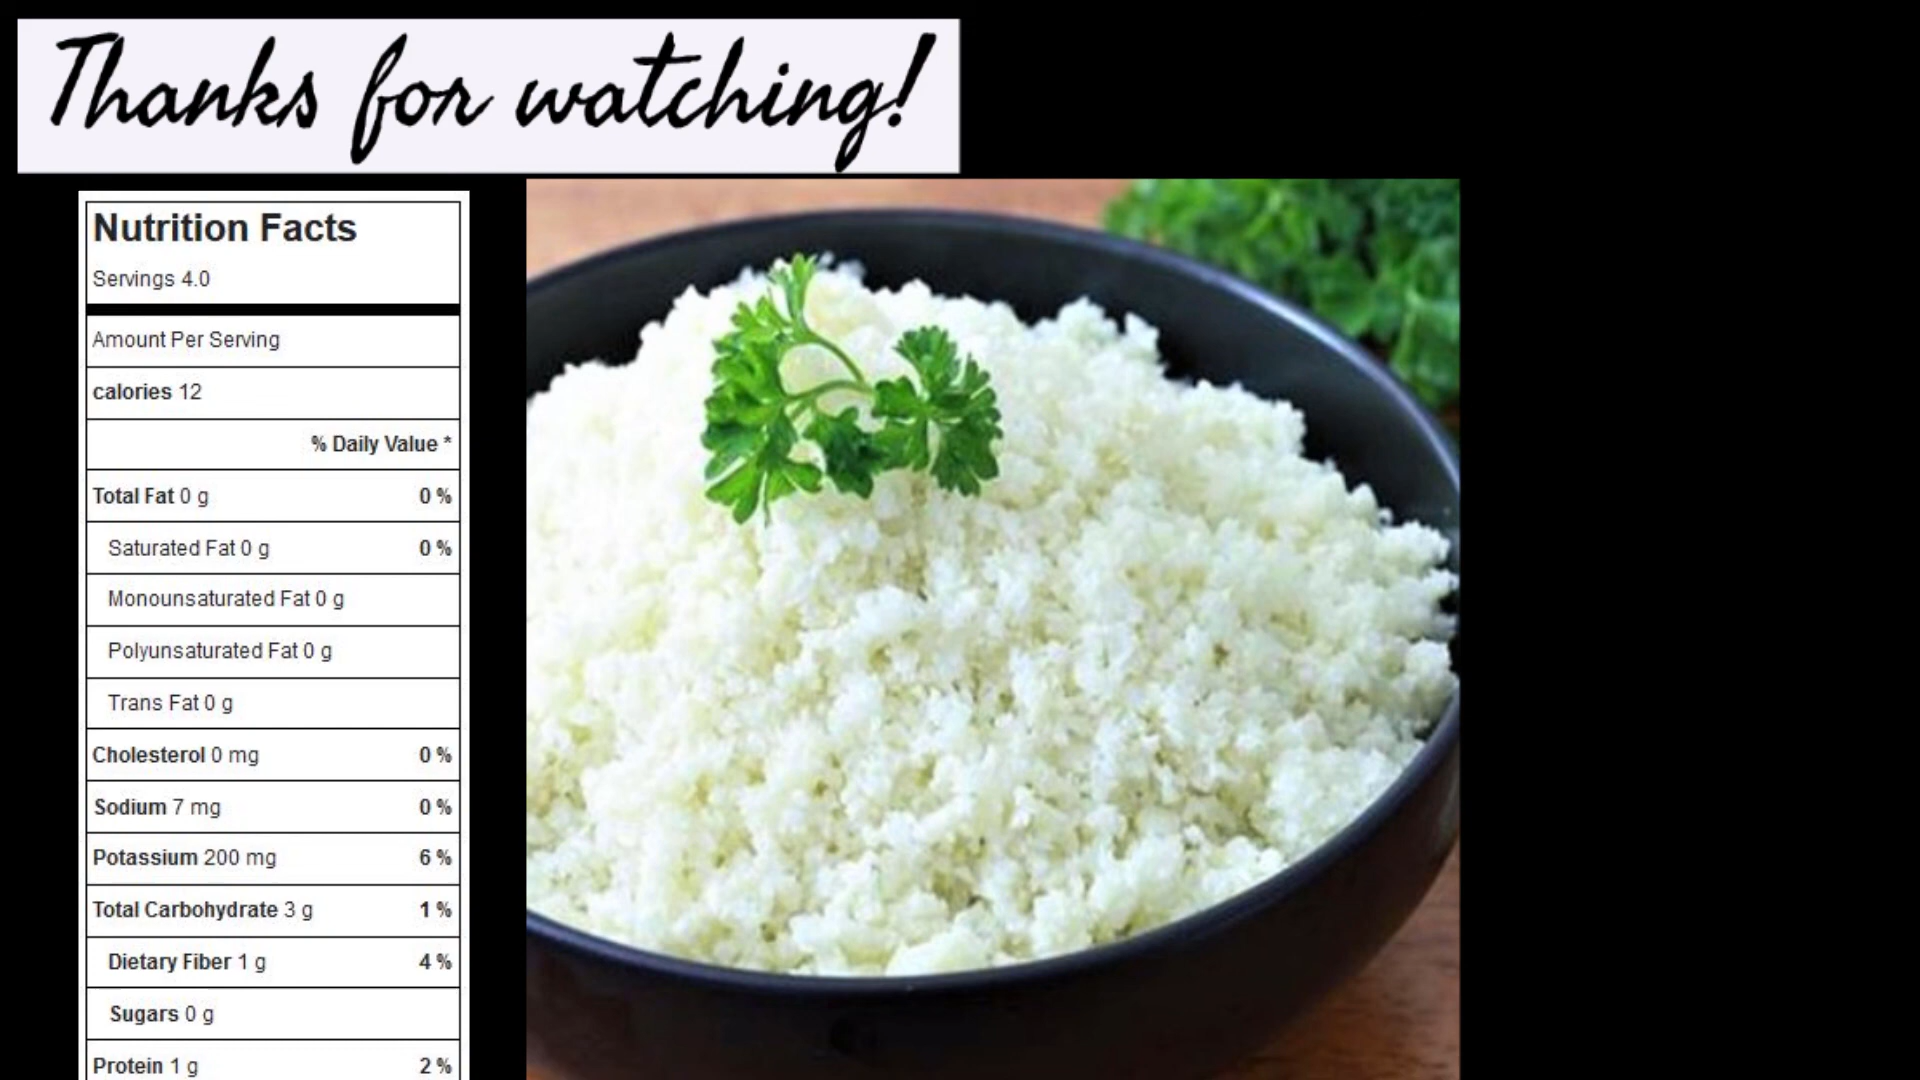 Thanks for watching!
Nutrition Facts
Servings 4.0
Amount Per Serving
calories 12
% Daily Value *
Total Fat 0 g 0 %
Saturated Fat 0 g 0 %
Monounsaturated Fat 0 g
Polyunsaturated Fat 0 g
Trans Fat 0 g
Cholesterol 0 mg 0 %
Sodium 7 mg 0 %
Potassium 200 mg 6 %
Total Carbohydrate 3 g 1 %
Dietary Fiber 1 g 4 %
Sugars 0 g
Protein 1 g 2 %